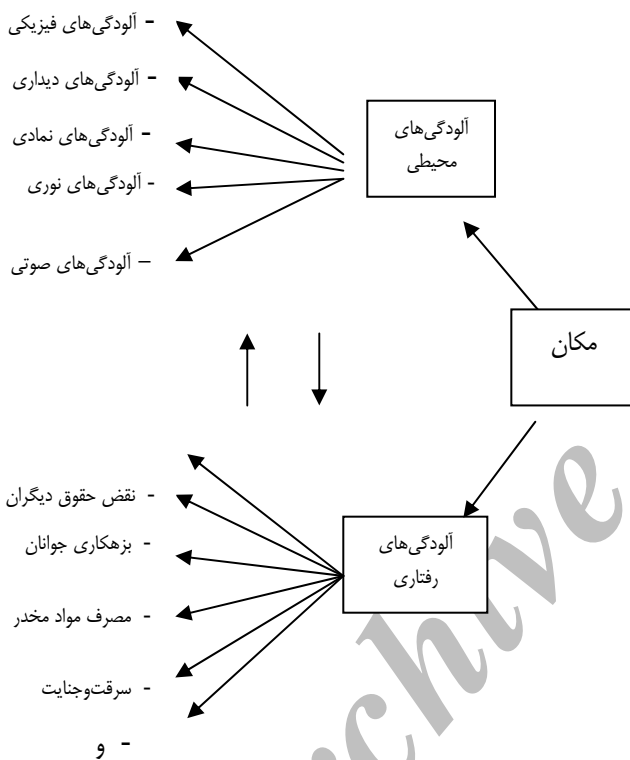 - آلودگی‌های فیزیکی
- آلودگی‌های دیداری
- آلودگی‌های نمادی
- آلودگی‌های نوری
– آلودگی‌های صوتی
آلودگی‌های
محیطی
مکان
آلودگی‌های
رفتاری
- نقض حقوق دیگران
- بزهکاری جوانان
- مصرف مواد مخدر
- سرقت‌وجنایت
- و
rchive